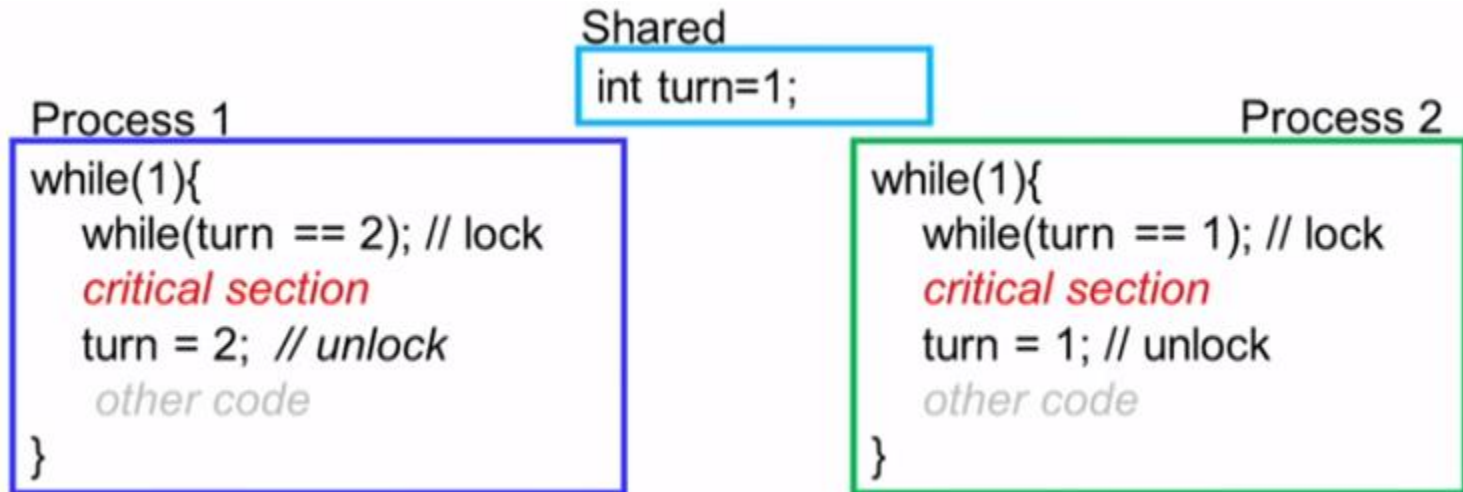 Shared
int turn=1;
Process 1
while(1){
while(turn == 2); // lock
critical section
turn = 2; // unlock
other code
}
Process 2
while(1){
while(turn == 1); // lock
critical section
turn = 1; // unlock
other code
}